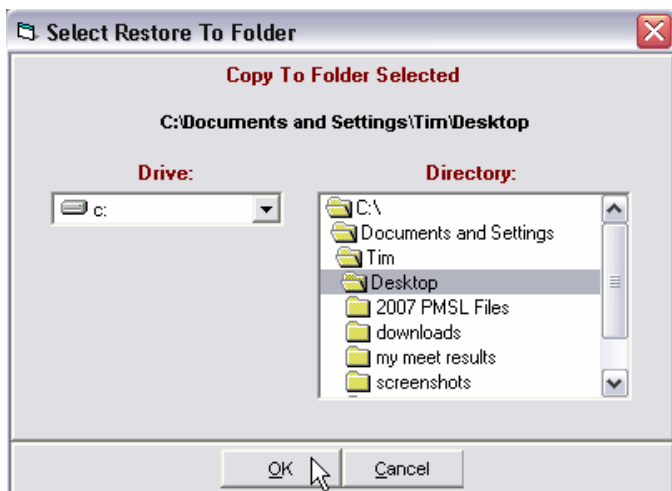 Select Restore To Folder
Copy To Folder Selected
C:\Documents and Settings\Tim\Desktop
Drive:
Directory:
c:
C:\
Documents and Settings
Tim
Desktop
2007 PMSL Files
downloads
my meet results
screenshots
OK
Cancel